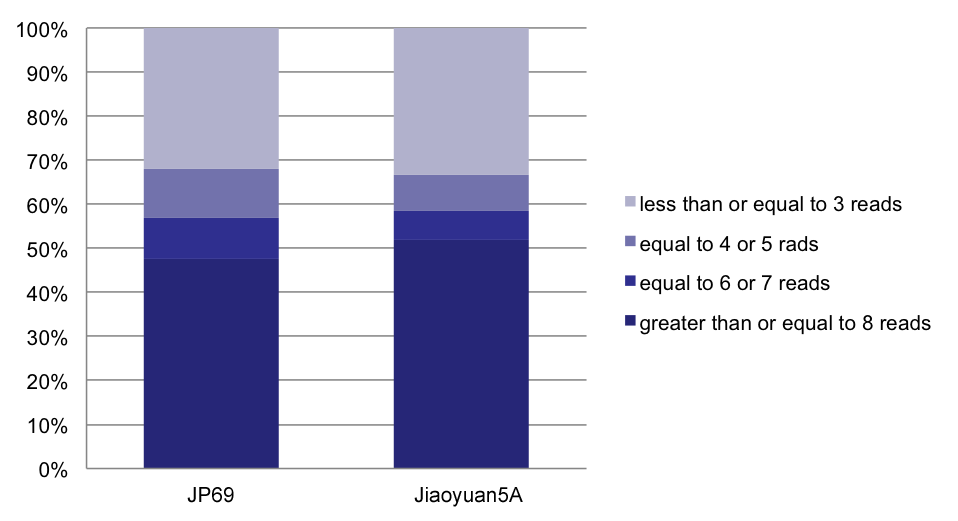 100%
90%
80%
70%
60%
50%
40%
30%
20%
10%
0%
JP69
Jiaoyuan5A
less than or equal to 3 reads
equal to 4 or 5 rads
equal to 6 or 7 reads
greater than or equal to 8 reads